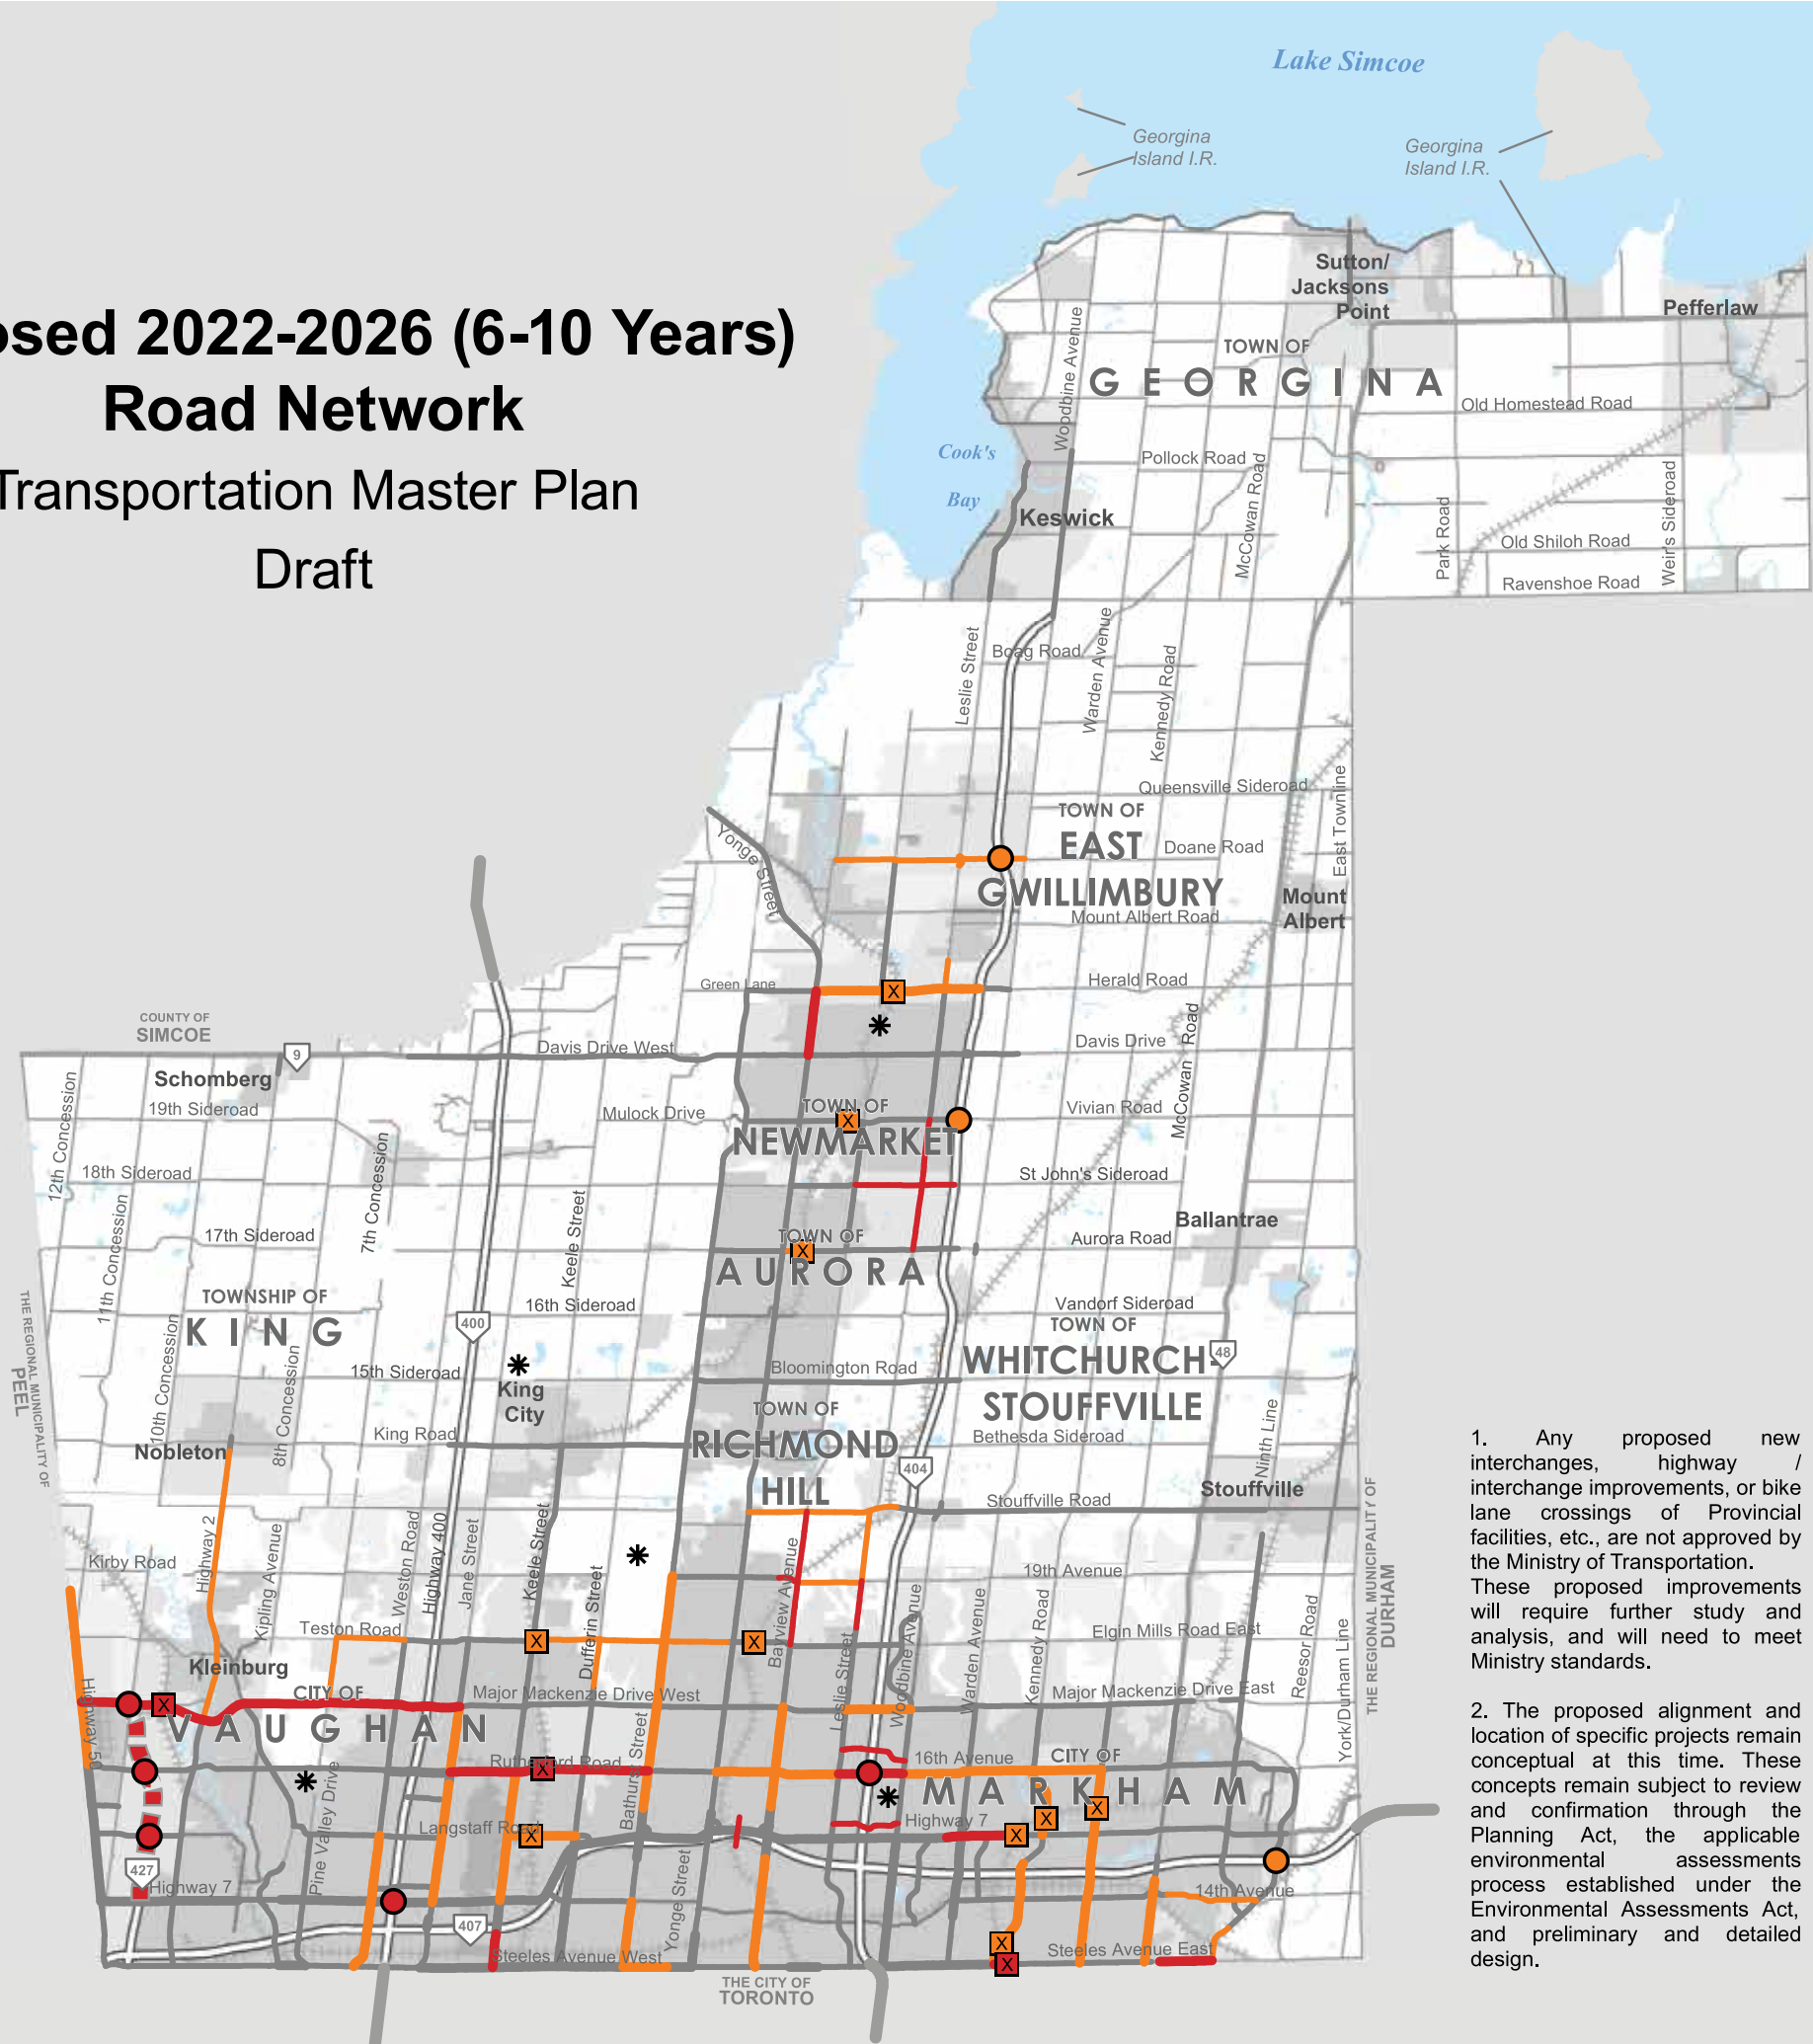 Lake Simcoe
Georgina
Island I.R.
Georgina
Island I.R.
osed 2022-2026 (6-10 Years)
Road Network
Transportation Master Plan
Draft
Sutton/
Jacksons
Point
Pefferlaw
TOWN OF
GEORGINA
Woodbine Avenue
Old Homestead Road
Cook's
Bay
Pollock Road
McCowan Road
Keswick
Park Road
Weir's Sideroad
Old Shiloh Road
Ravenshoe Road
Leslie Street
Boag Road
Warden Avenue
Kennedy Road
Queensville Sideroad
East Townline
TOWN OF
EAST
GWILLIMBURY
Doane Road
Yonge Street
Mount
Albert
Mount Albert Road
Green Lane
Herald Road
X
COUNTY OF
SIMCOE
9
Davis Drive West
Davis Drive
McCowan Road
Schomberg
19th Sideroad
12th Concession
Mulock Drive
TOWN OF
NEWMARKET
X
Vivian Road
18th Sideroad
7th Concession
St John's Sideroad
11th Concession
Keele Street
Ballantrae
17th Sideroad
TOWN OF
AURORA
X
Aurora Road
TOWNSHIP OF
KING
16th Sideroad
Vandorf Sideroad
THE REGIONAL MUNICIPALITY OF
PEEL
400
10th Concession
8th Concession
15th Sideroad
King
City
Bloomington Road
TOWN OF
WHITCHURCH-
STOUFFVILLE
48
TOWN OF
RICHMOND
HILL
Nobleton
King Road
Bethesda Sideroad
Ninth Line
404
Stouffville
Stouffville Road
Kirby Road
Highway 2
Kipling Avenue
Weston Road
Highway 400
Jane Street
Keele Street
Dufferin Street
Bayview Avenue
19th Avenue
Leslie Street
Woodbine Avenue
Warden Avenue
Kennedy Road
Elgin Mills Road East
Reesor Road
York/Durham Line
THE REGIONAL MUNICIPALITY OF
DURHAM
Teston Road
X
X
Kleinburg
Highway 50
X
CITY OF
VAUGHAN
Major Mackenzie Drive West
Major Mackenzie Drive East
Rutherford Road
X
Bathurst Street
16th Avenue
CITY OF
MARKHAM
Pine Valley Drive
Langstaff Road
X
Highway 7
X
X
X
427
Highway 7
14th Avenue
407
Yonge Street
Steeles Avenue West
X
X
Steeles Avenue East
THE CITY OF
TORONTO
1. Any proposed new
interchanges, highway /
interchange improvements, or bike
lane crossings of Provincial
facilities, etc., are not approved by
the Ministry of Transportation.
These proposed improvements
will require further study and
analysis, and will need to meet
Ministry standards.
2. The proposed alignment and
location of specific projects remain
conceptual at this time. These
concepts remain subject to review
and confirmation through the
Planning Act, the applicable
environmental assessments
process established under the
Environmental Assessments Act,
and preliminary and detailed
design.